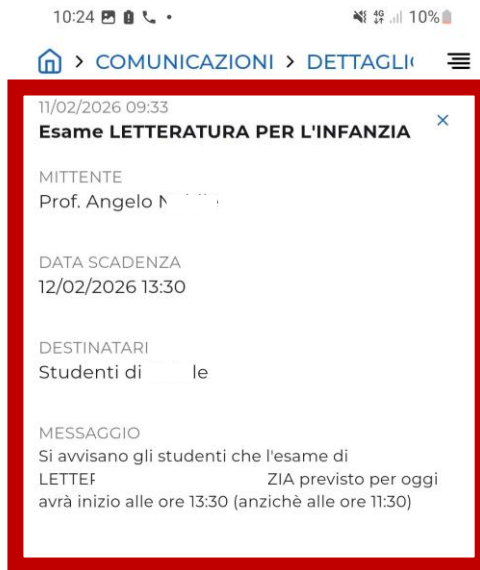 10:24
4G 10%
> COMUNICAZIONI >
11/02/2026 09:33
Esame LETTERATURA PER L'INFANZIA ×
MITTENTE
Prof. Angelo
DATA SCADENZA
12/02/2026 13:30
DESTINATARI
Studenti di le
MESSAGGIO
Si avvisano gli studenti che l'esame di
ZIA previsto per oggi
avrà inizio alle ore 13:30 (anzichè alle ore 11:30)